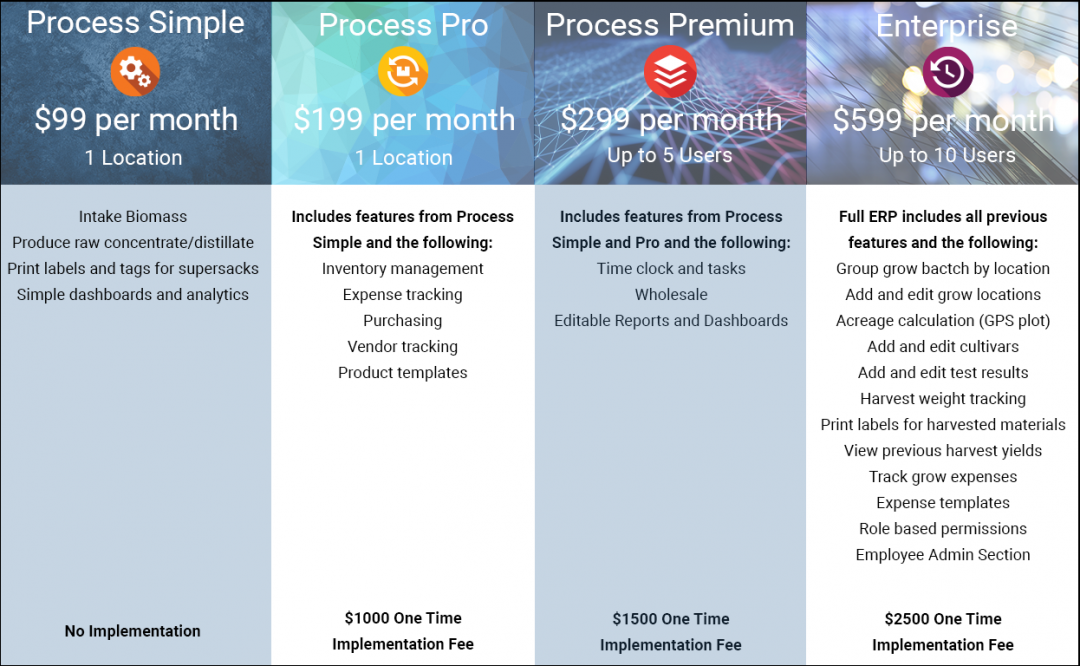 Process Simple
$99 per month
1 Location
Intake Biomass
Produce raw concentrate/distillate
Print labels and tags for supersacks
Simple dashboards and analytics
No Implementation
Process Pro
$199 per month
1 Location
Includes features from Process
Simple and the following:
Inventory management
Expense tracking
Purchasing
Vendor tracking
Product templates
$1000 One Time
Implementation Fee
Process Premium
$299 per month
Up to 5 Users
Includes features from Process
Simple and Pro and the following:
Time clock and tasks
Wholesale
Editable Reports and Dashboards
$1500 One Time
Implementation Fee
Enterprise
$599 per month
Up to 10 Users
Full ERP includes all previous
features and the following:
Group grow bactch by location
Add and edit grow locations
Acreage calculation (GPS plot)
Add and edit cultivars
Add and edit test results
Harvest weight tracking
Print labels for harvested materials
View previous harvest yields
Track grow expenses
Expense templates
Role based permissions
Employee Admin Section
$2500 One Time
Implementation Fee